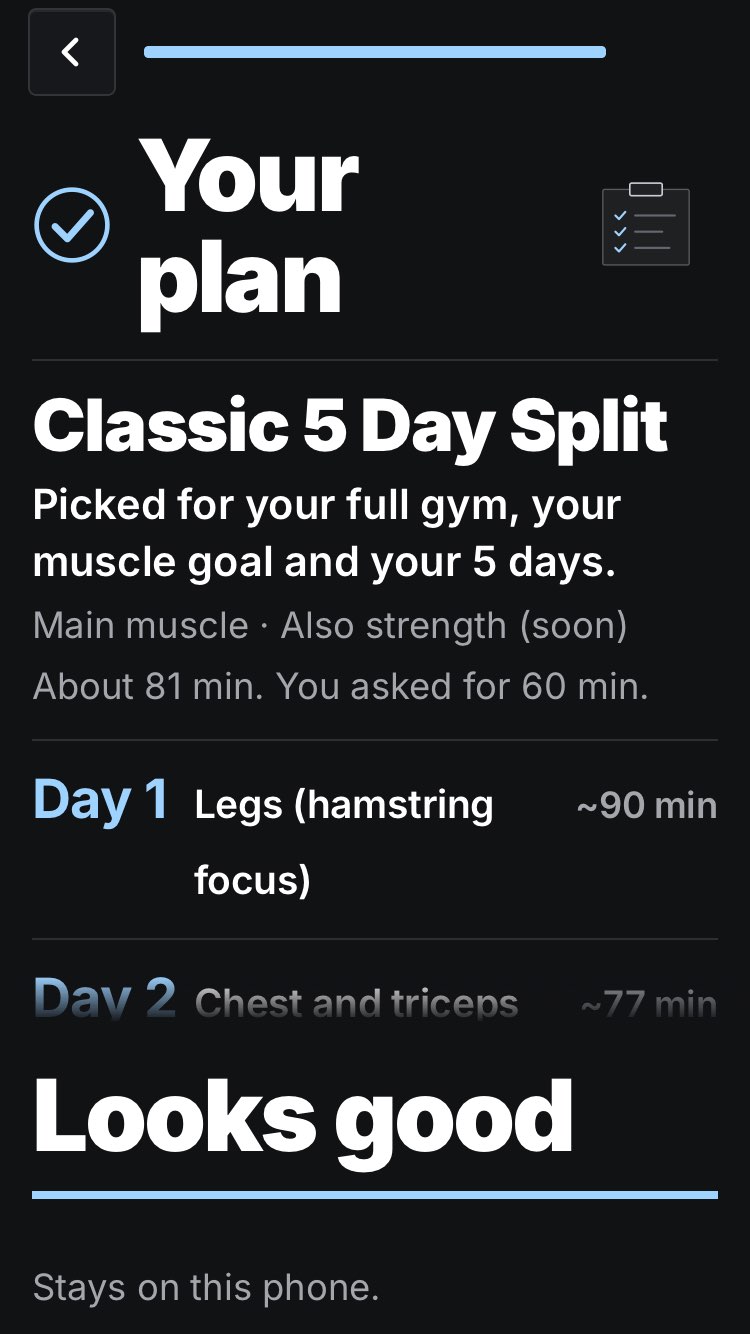 Your
plan
Classic 5 Day Split
Picked for your full gym, your
muscle goal and your 5 days.
Main muscle · Also strength (soon)
About 81 min. You asked for 60 min.
Day 1 Legs (hamstring ~90 min
focus)
Day 2 Chest and triceps ~77 min
Looks good
Stays on this phone.